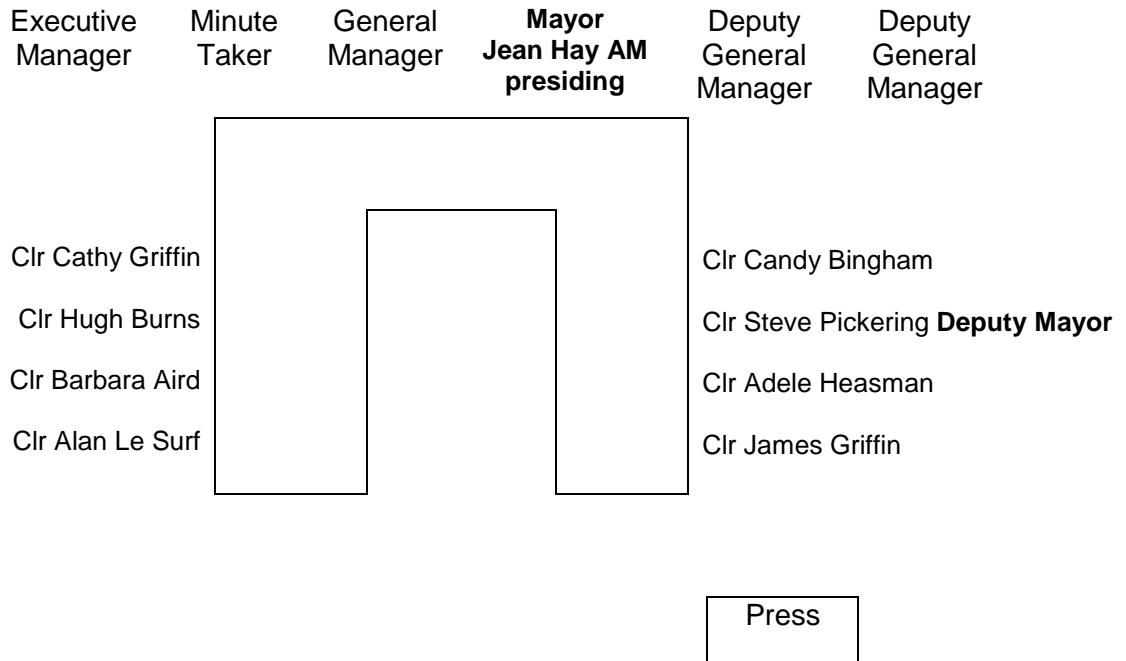 Executive Manager
Minute Taker
General Manager
Mayor
Jean Hay AM
presiding
Deputy General Manager
Deputy General Manager
Clr Cathy Griffin
Clr Candy Bingham
Clr Hugh Burns
Clr Steve Pickering Deputy Mayor
Clr Barbara Aird
Clr Adele Heasman
Clr Alan Le Surf
Clr James Griffin
Press